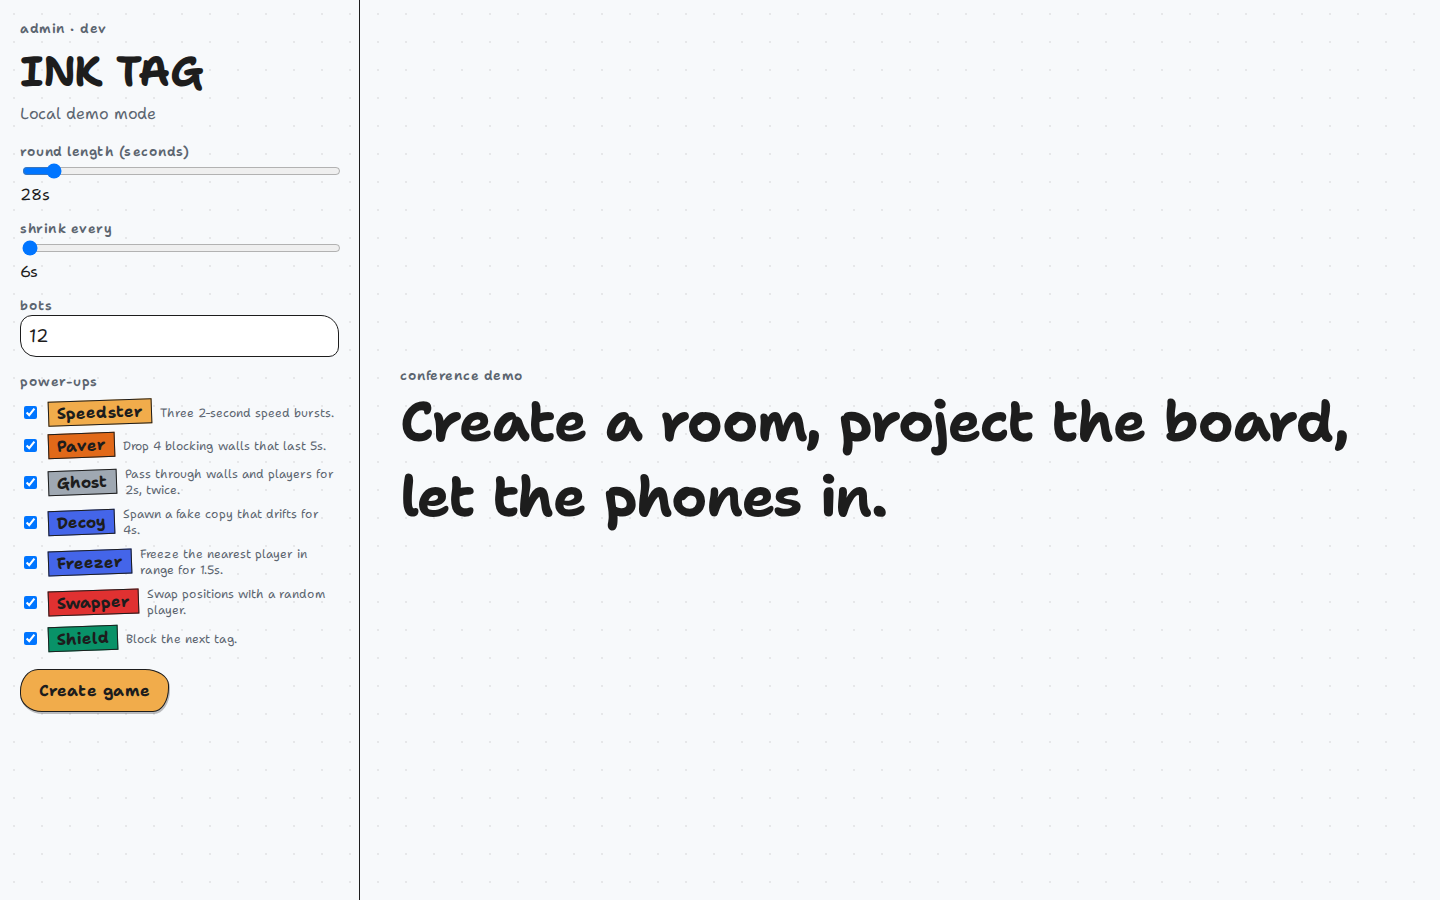 admin · dev
INK TAG
Local demo mode
round length (seconds)
28s
shrink every
6s
bots
12
power-ups
Speedster Three 2-second speed bursts.
Paver Drop 4 blocking walls that last 5s.
Ghost Pass through walls and players for
2s, twice.
Decoy Spawn a fake copy that drifts for
4s.
Freezer Freeze the nearest player in
range for 1.5s.
Swapper Swap positions with a random
player.
Shield Block the next tag.
Create game
conference demo
Create a room, project the board,
let the phones in.